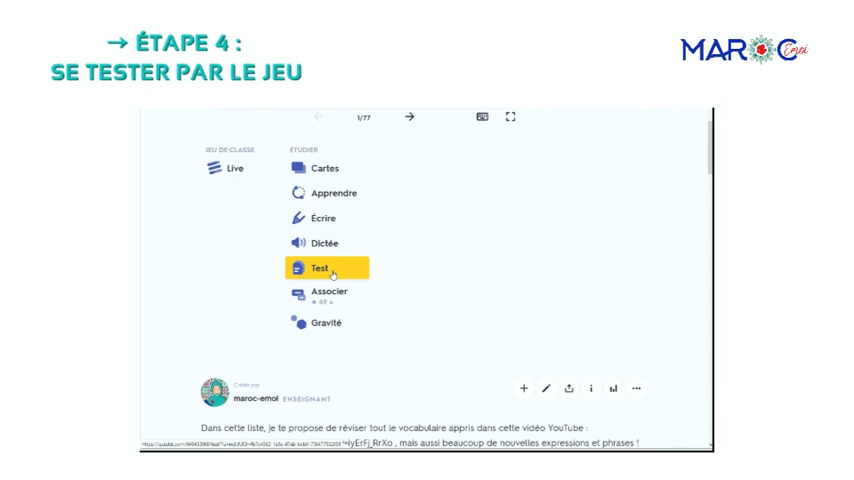 → ÉTAPE 4 :
SE TESTER PAR LE JEU
MAROC Émoi
1/77
JEU DE CLASSE
ÉTUDIER
Live
Cartes
Apprendre
Écrire
Dictée
Test
Associer
Gravité
Créée par
maroc-emoi ENSEIGNANT
Dans cette liste, je te propose de réviser tout le vocabulaire appris dans cette vidéo YouTube :
, mais aussi beaucoup de nouvelles expressions et phrases !